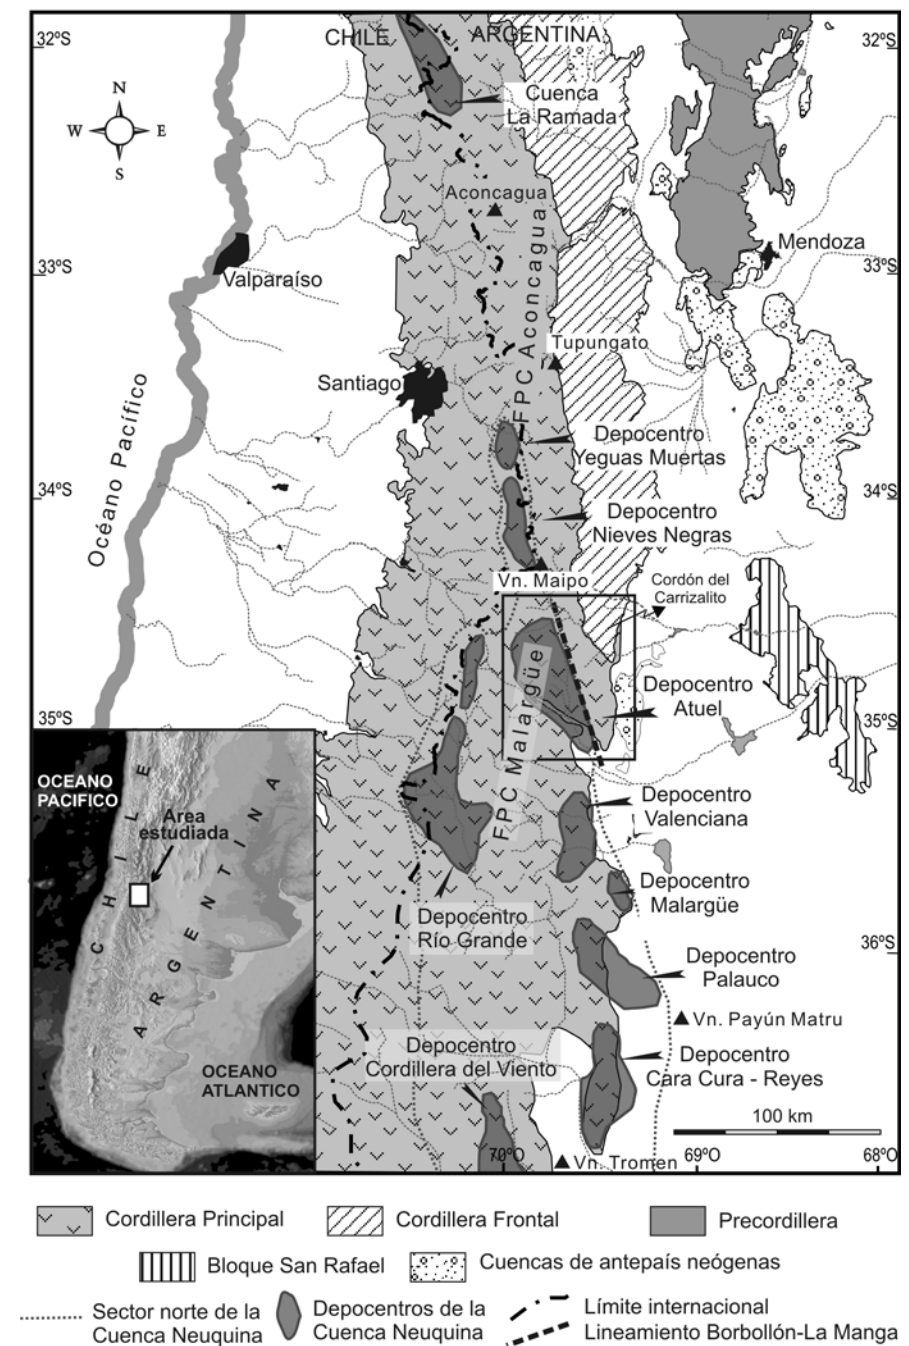 32ºS
CHILE
ARGENTINA
32ºS
Cuenca
La Ramada
N
W
E
S
Aconcagua
FPC Aconcagua
Mendoza
33ºS
Valparaíso
33ºS
Tupungato
Santiago
Océano Pacífico
Depocentro
Yeguas Muertas
34ºS
34ºS
Depocentro
Nieves Negras
Vn. Maipo
Cordón del
Carrizalito
FPC Malargüe
Depocentro
Atuel
35ºS
35ºS
OCEANO
PACIFICO
Area
estudiada
CHILE
ARGENTINA
OCEANO
ATLANTICO
Depocentro
Valenciana
Depocentro
Malargüe
Depocentro
Río Grande
36ºS
Depocentro
Palauco
Vn. Payún Matru
Depocentro
Cordillera del Viento
Depocentro
Cara Cura - Reyes
100 km
70ºW
Vn. Tromen
69ºW
68ºW
Cordillera Principal
Cordillera Frontal
Precordillera
Bloque San Rafael
Cuencas de antepaís neógenas
Sector norte de la
Cuenca Neuquina
Depocentros de la
Cuenca Neuquina
Límite internacional
Lineamiento Borbollón-La Manga